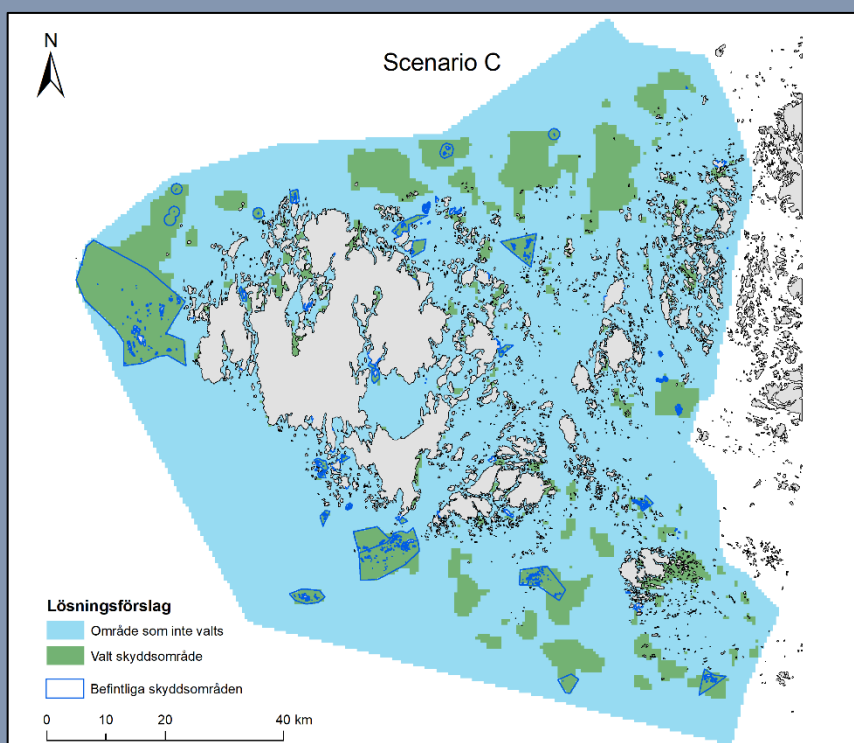 N
Scenario C
Lösningsförslag
Område som inte valts
Valt skyddsområde
Befintliga skyddsområden
0 10 20 40 km